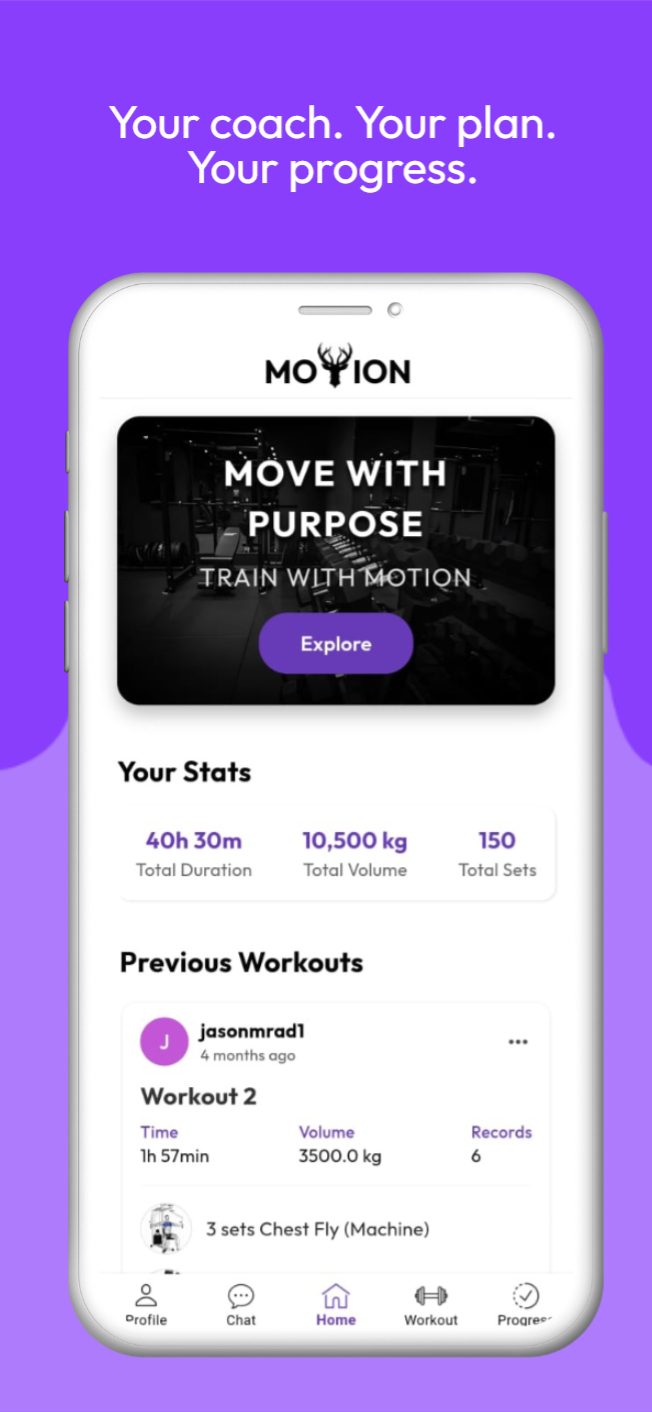 Your coach. Your plan.
Your progress.
MOTION
MOVE WITH
PURPOSE
TRAIN WITH MOTION
Explore
Your Stats
40h 30m 10,500 kg 150
Total Duration Total Volume Total Sets
Previous Workouts
J
jasonmrad1
4 months ago
Workout 2
Time Volume Records
1h 57min 3500.0 kg 6
3 sets Chest Fly (Machine)
Profile Chat Home Workout Progress